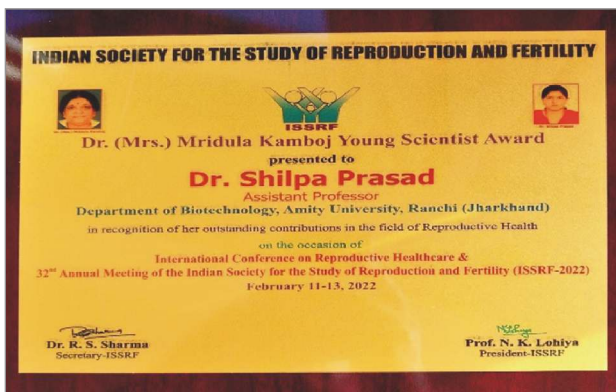 INDIAN SOCIETY FOR THE STUDY OF REPRODUCTION AND FERTILITY
ISSRF
Dr. (Mrs.) Mridula Kamboj Young Scientist Award
presented to
Dr. Shilpa Prasad
Assistant Professor
Department of Biotechnology, Amity University, Ranchi (Jharkhand)
in recognition of her outstanding contributions in the field of Reproductive Health
on the occasion of
International Conference on Reproductive Healthcare &
32nd Annual Meeting of the Indian Society for the Study of Reproduction and Fertility (ISSRF-2022)
February 11-13, 2022
Dr. R. S. Sharma
Secretary-ISSRF
Prof. N. K. Lohiya
President-ISSRF